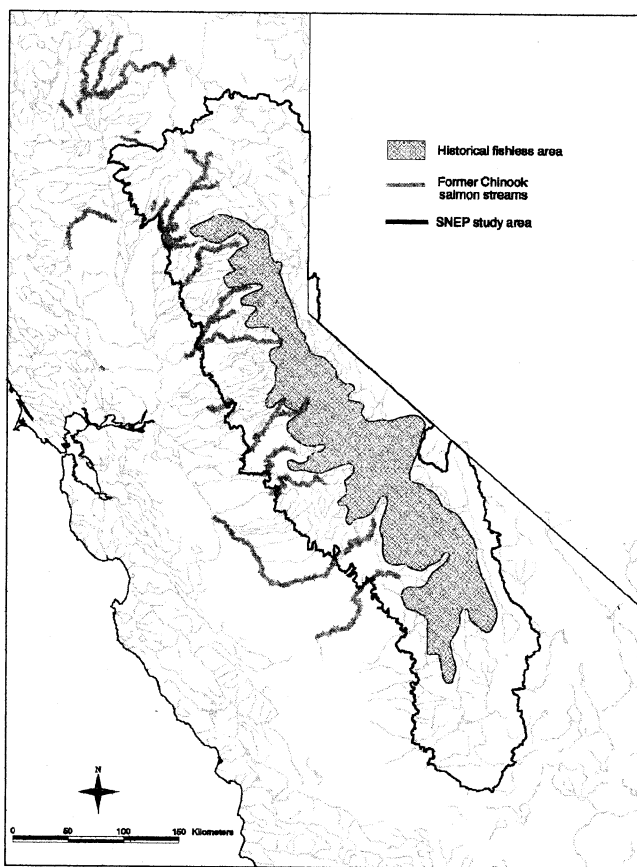 Historical fishless area
Former Chinook
salmon streams
SNEP study area
N
0 50 100 150 Kilometers